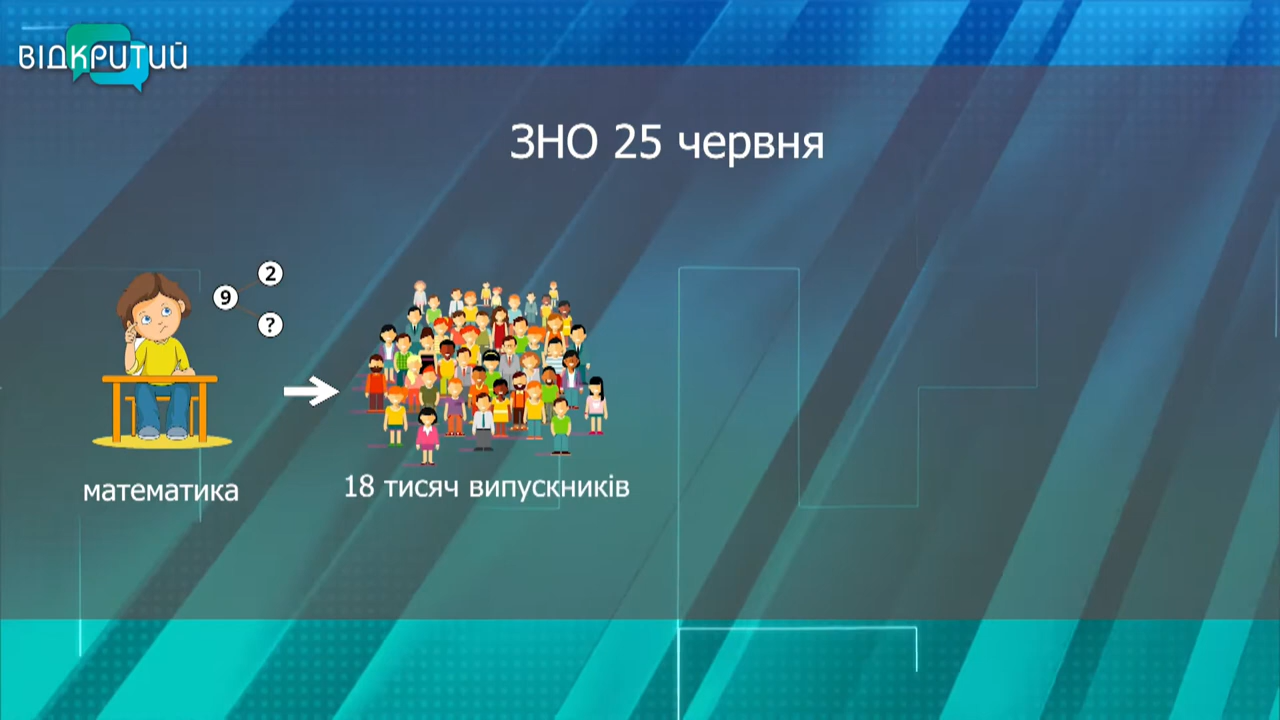 ВІДКРИТИЙ
ЗНО 25 червня
2
9
?
математика
18 тисяч випускників